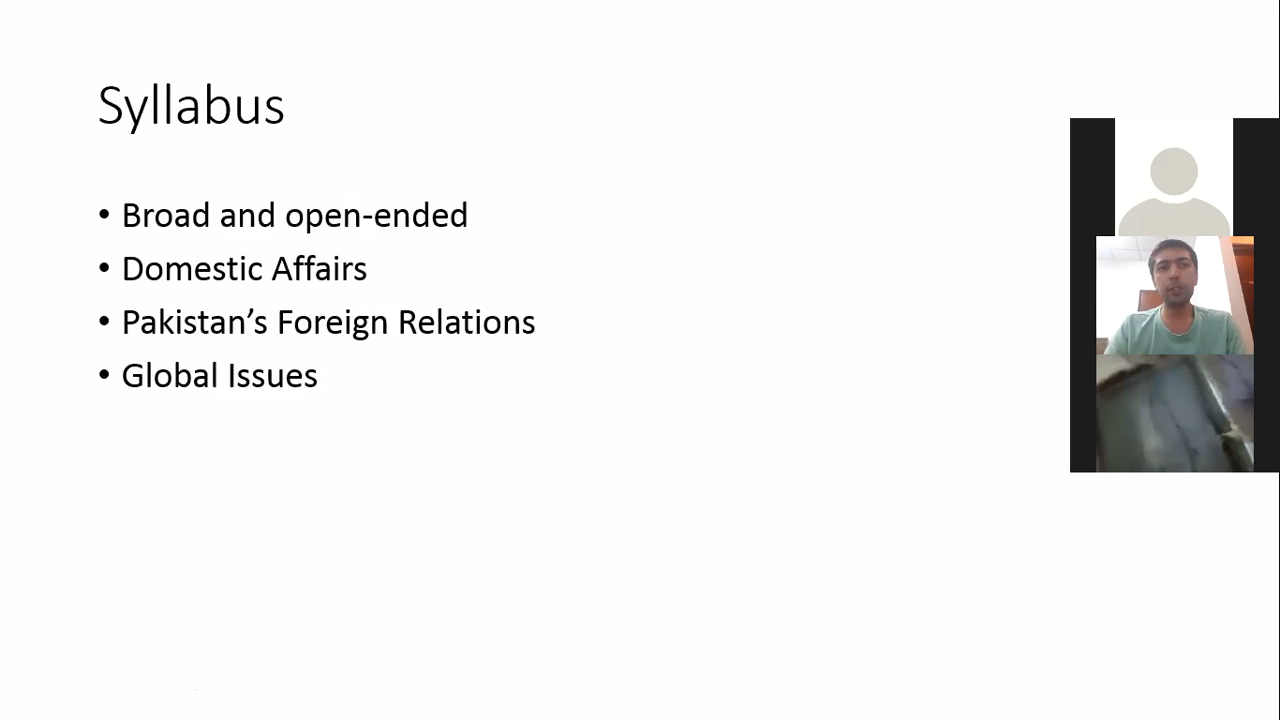 Syllabus
• Broad and open-ended
• Domestic Affairs
• Pakistan’s Foreign Relations
• Global Issues